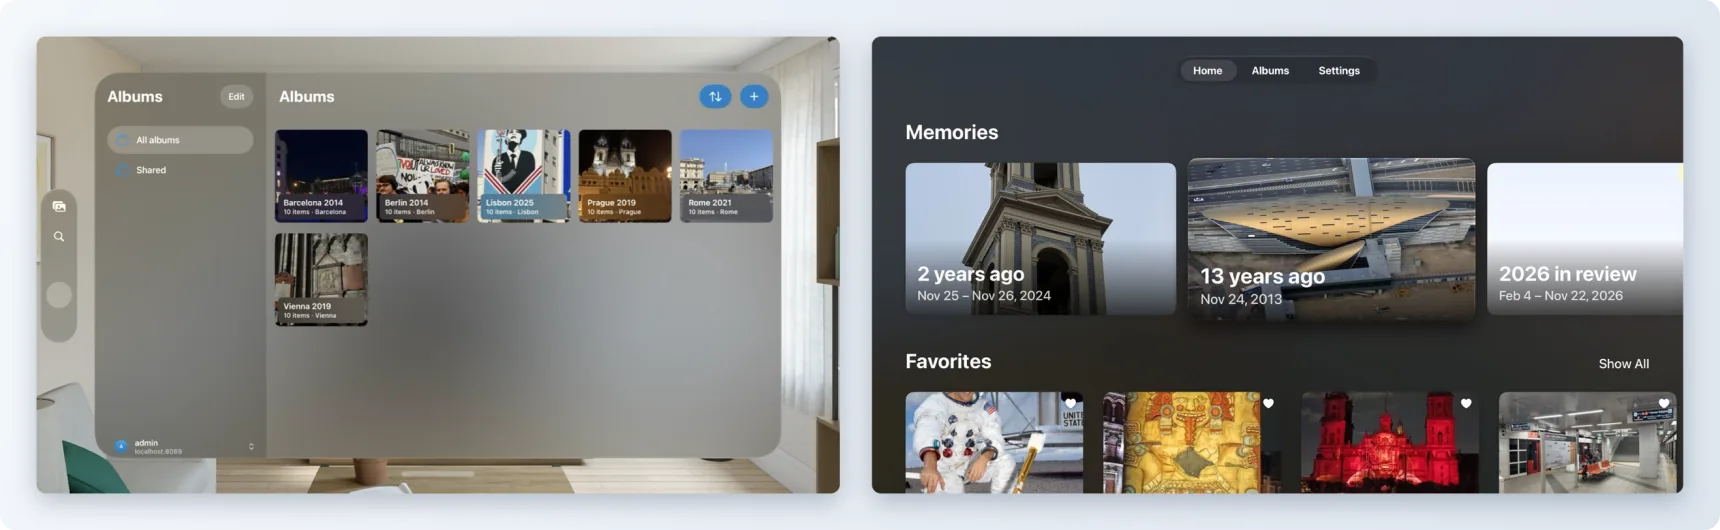 Albums
Edit
All albums
Shared
admin
localhost:8089
Albums
Barcelona 2014
10 items · Barcelona
Berlin 2014
10 items · Berlin
Lisbon 2025
10 items · Lisbon
Prague 2019
10 items · Prague
Rome 2021
10 items · Rome
Vienna 2019
10 items · Vienna
Home
Albums
Settings
Memories
2 years ago
Nov 25 – Nov 26, 2024
13 years ago
Nov 24, 2013
2026 in review
Feb 4 – Nov 22, 2026
Favorites
Show All
UNITED
STATE